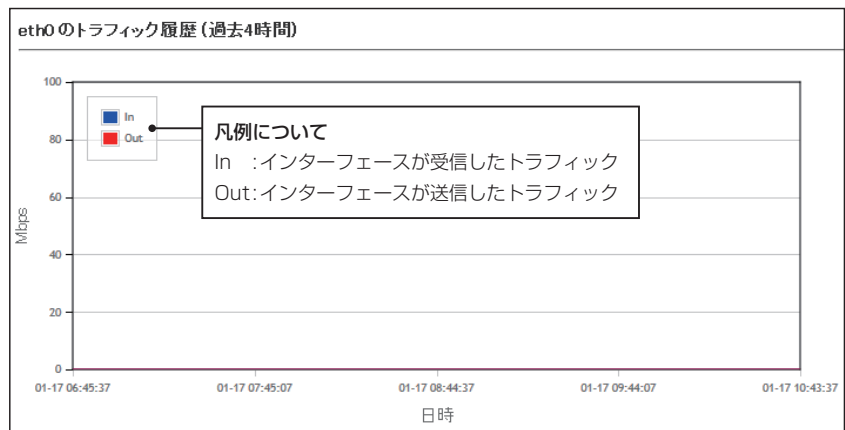 eth0のトラフィック履歴(過去4時間)
100
In
Out
凡例について
In :インターフェースが受信したトラフィック
Out:インターフェースが送信したトラフィック
80
60
Mbps
40
20
0
01-17 06:45:37
01-17 07:45:07
01-17 08:44:37
01-17 09:44:07
01-17 10:43:37
日時